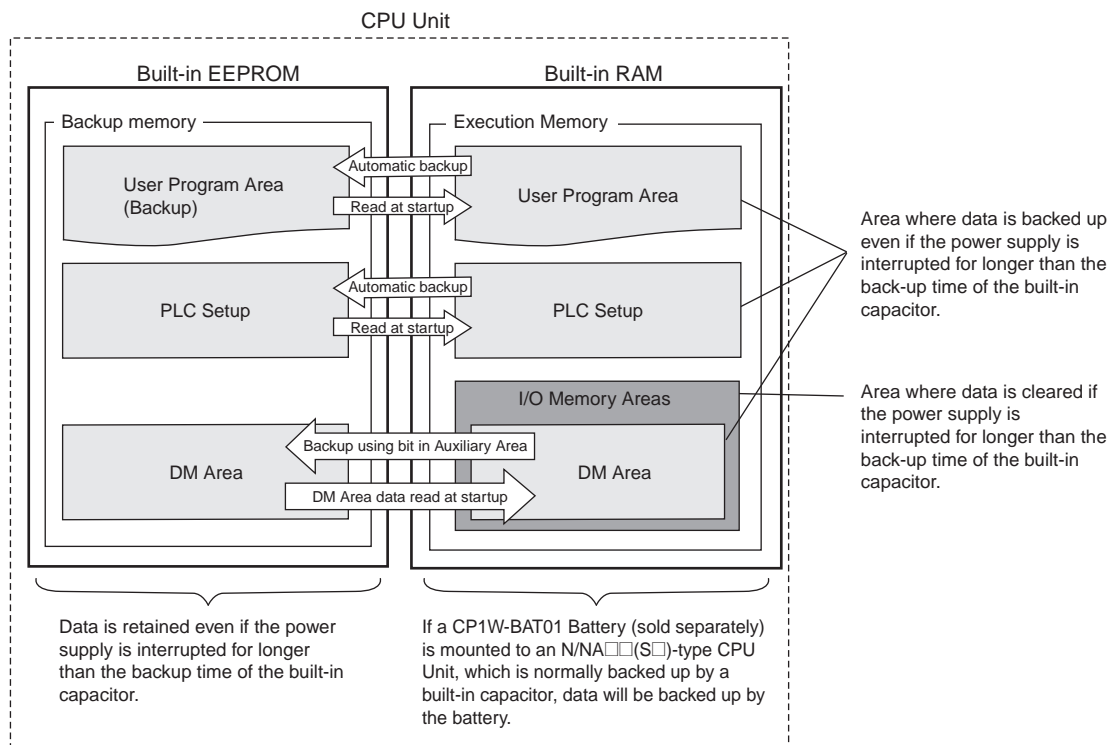 CPU Unit
Built-in EEPROM
Built-in RAM
Backup memory
Execution Memory
User Program Area
(Backup)
Automatic backup
Read at startup
User Program Area
PLC Setup
Automatic backup
Read at startup
PLC Setup
I/O Memory Areas
DM Area
Backup using bit in Auxiliary Area
DM Area data read at startup
DM Area
Area where data is backed up
even if the power supply is
interrupted for longer than the
back-up time of the built-in
capacitor.
Area where data is cleared if
the power supply is
interrupted for longer than the
back-up time of the built-in
capacitor.
Data is retained even if the power
supply is interrupted for longer
than the backup time of the built-in
capacitor.
If a CP1W-BAT01 Battery (sold separately)
is mounted to an N/NA□□(S□)-type CPU
Unit, which is normally backed up by a
built-in capacitor, data will be backed up by
the battery.